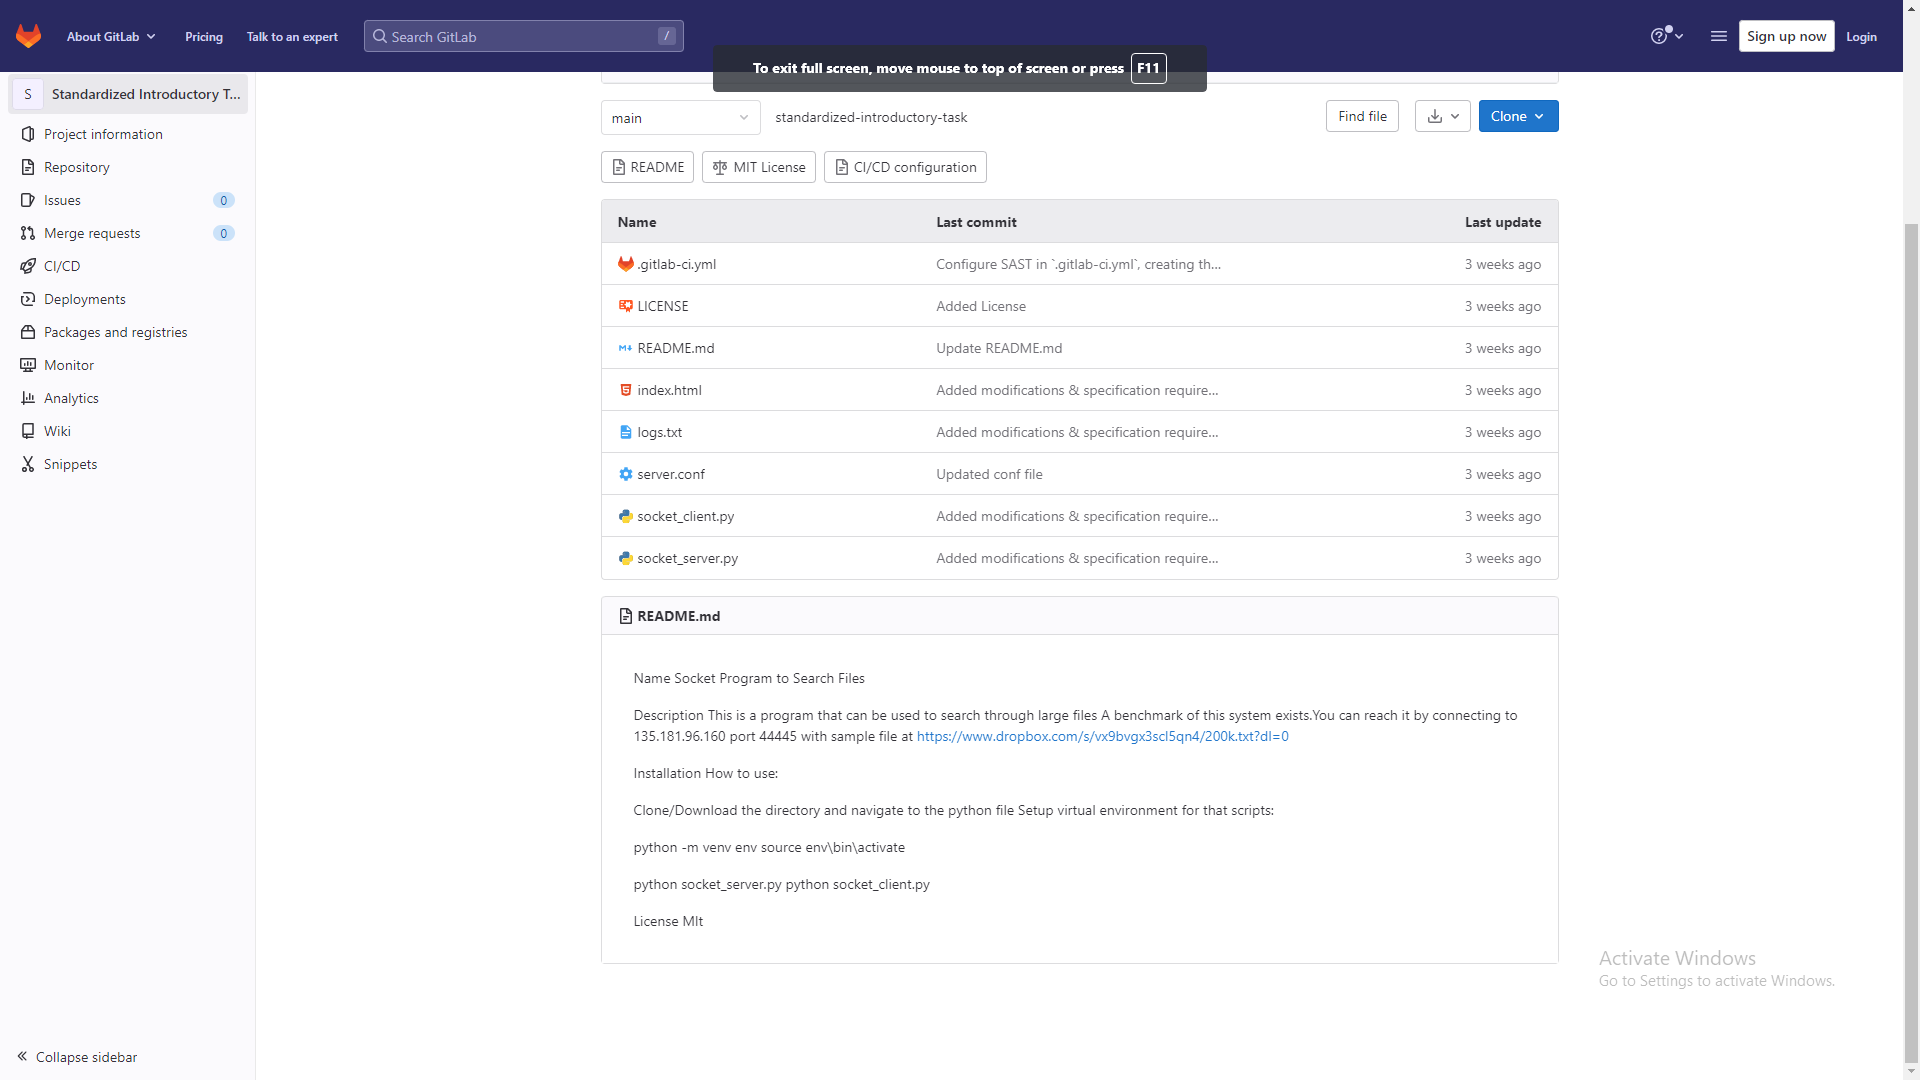 About GitLab
Pricing
Talk to an expert
Search GitLab
/
To exit full screen, move mouse to top of screen or press F11
Sign up now
Login
S
Standardized Introductory T...
Project information
Repository
Issues 0
Merge requests 0
CI/CD
Deployments
Packages and registries
Monitor
Analytics
Wiki
Snippets
Collapse sidebar
main
standardized-introductory-task
Find file
Clone
README
MIT License
CI/CD configuration
Name Last commit Last update
.gitlab-ci.yml Configure SAST in `.gitlab-ci.yml`, creating th... 3 weeks ago
LICENSE Added License 3 weeks ago
README.md Update README.md 3 weeks ago
index.html Added modifications & specification require... 3 weeks ago
logs.txt Added modifications & specification require... 3 weeks ago
server.conf Updated conf file 3 weeks ago
socket_client.py Added modifications & specification require... 3 weeks ago
socket_server.py Added modifications & specification require... 3 weeks ago
README.md
Name Socket Program to Search Files
Description This is a program that can be used to search through large files A benchmark of this system exists.You can reach it by connecting to
135.181.96.160 port 44445 with sample file at https://www.dropbox.com/s/vx9bvgx3scl5qn4/200k.txt?dl=0
Installation How to use:
Clone/Download the directory and navigate to the python file Setup virtual environment for that scripts:
python -m venv env source env\bin\activate
python socket_server.py python socket_client.py
License MIt
Activate Windows
Go to Settings to activate Windows.